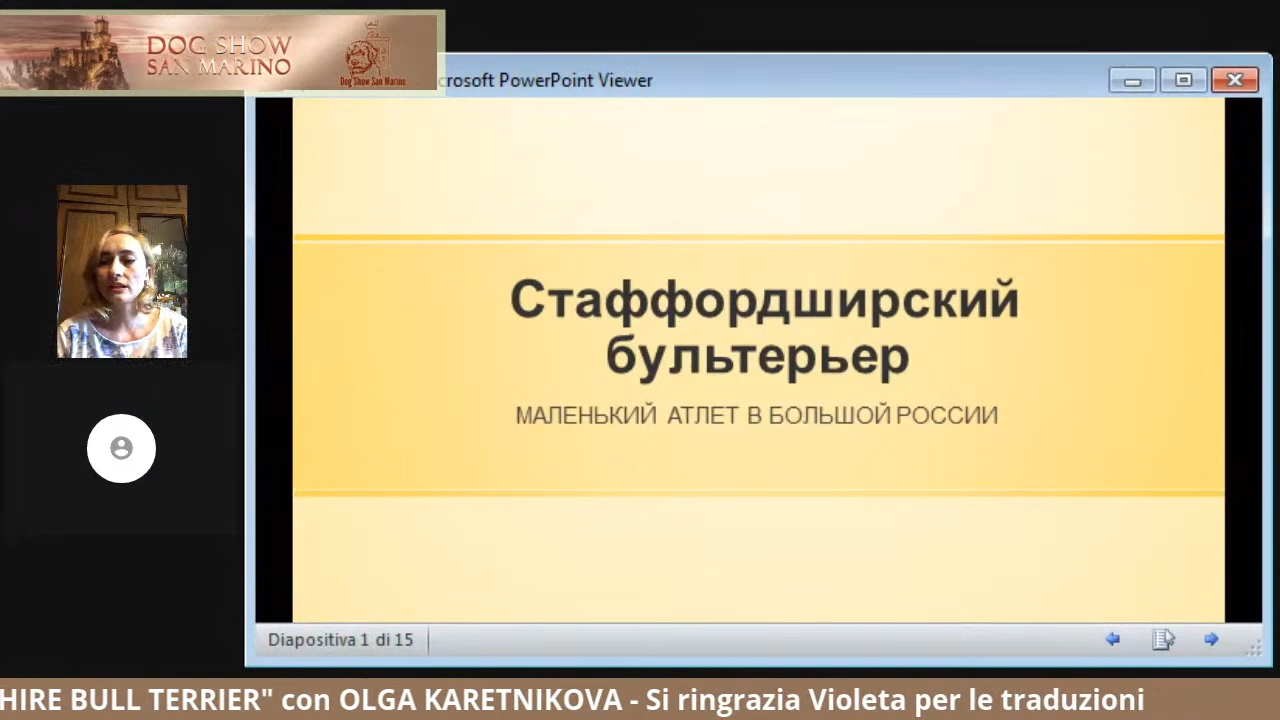 DOG SHOW
SAN MARINO
Dog Show San Marino
crosoft PowerPoint Viewer
Стаффордширский
бультерьер
МАЛЕНЬКИЙ АТЛЕТ В БОЛЬШОЙ РОССИИ
Diapositiva 1 di 15
HIRE BULL TERRIER" con OLGA KARETNIKOVA - Si ringrazia Violeta per le traduzioni